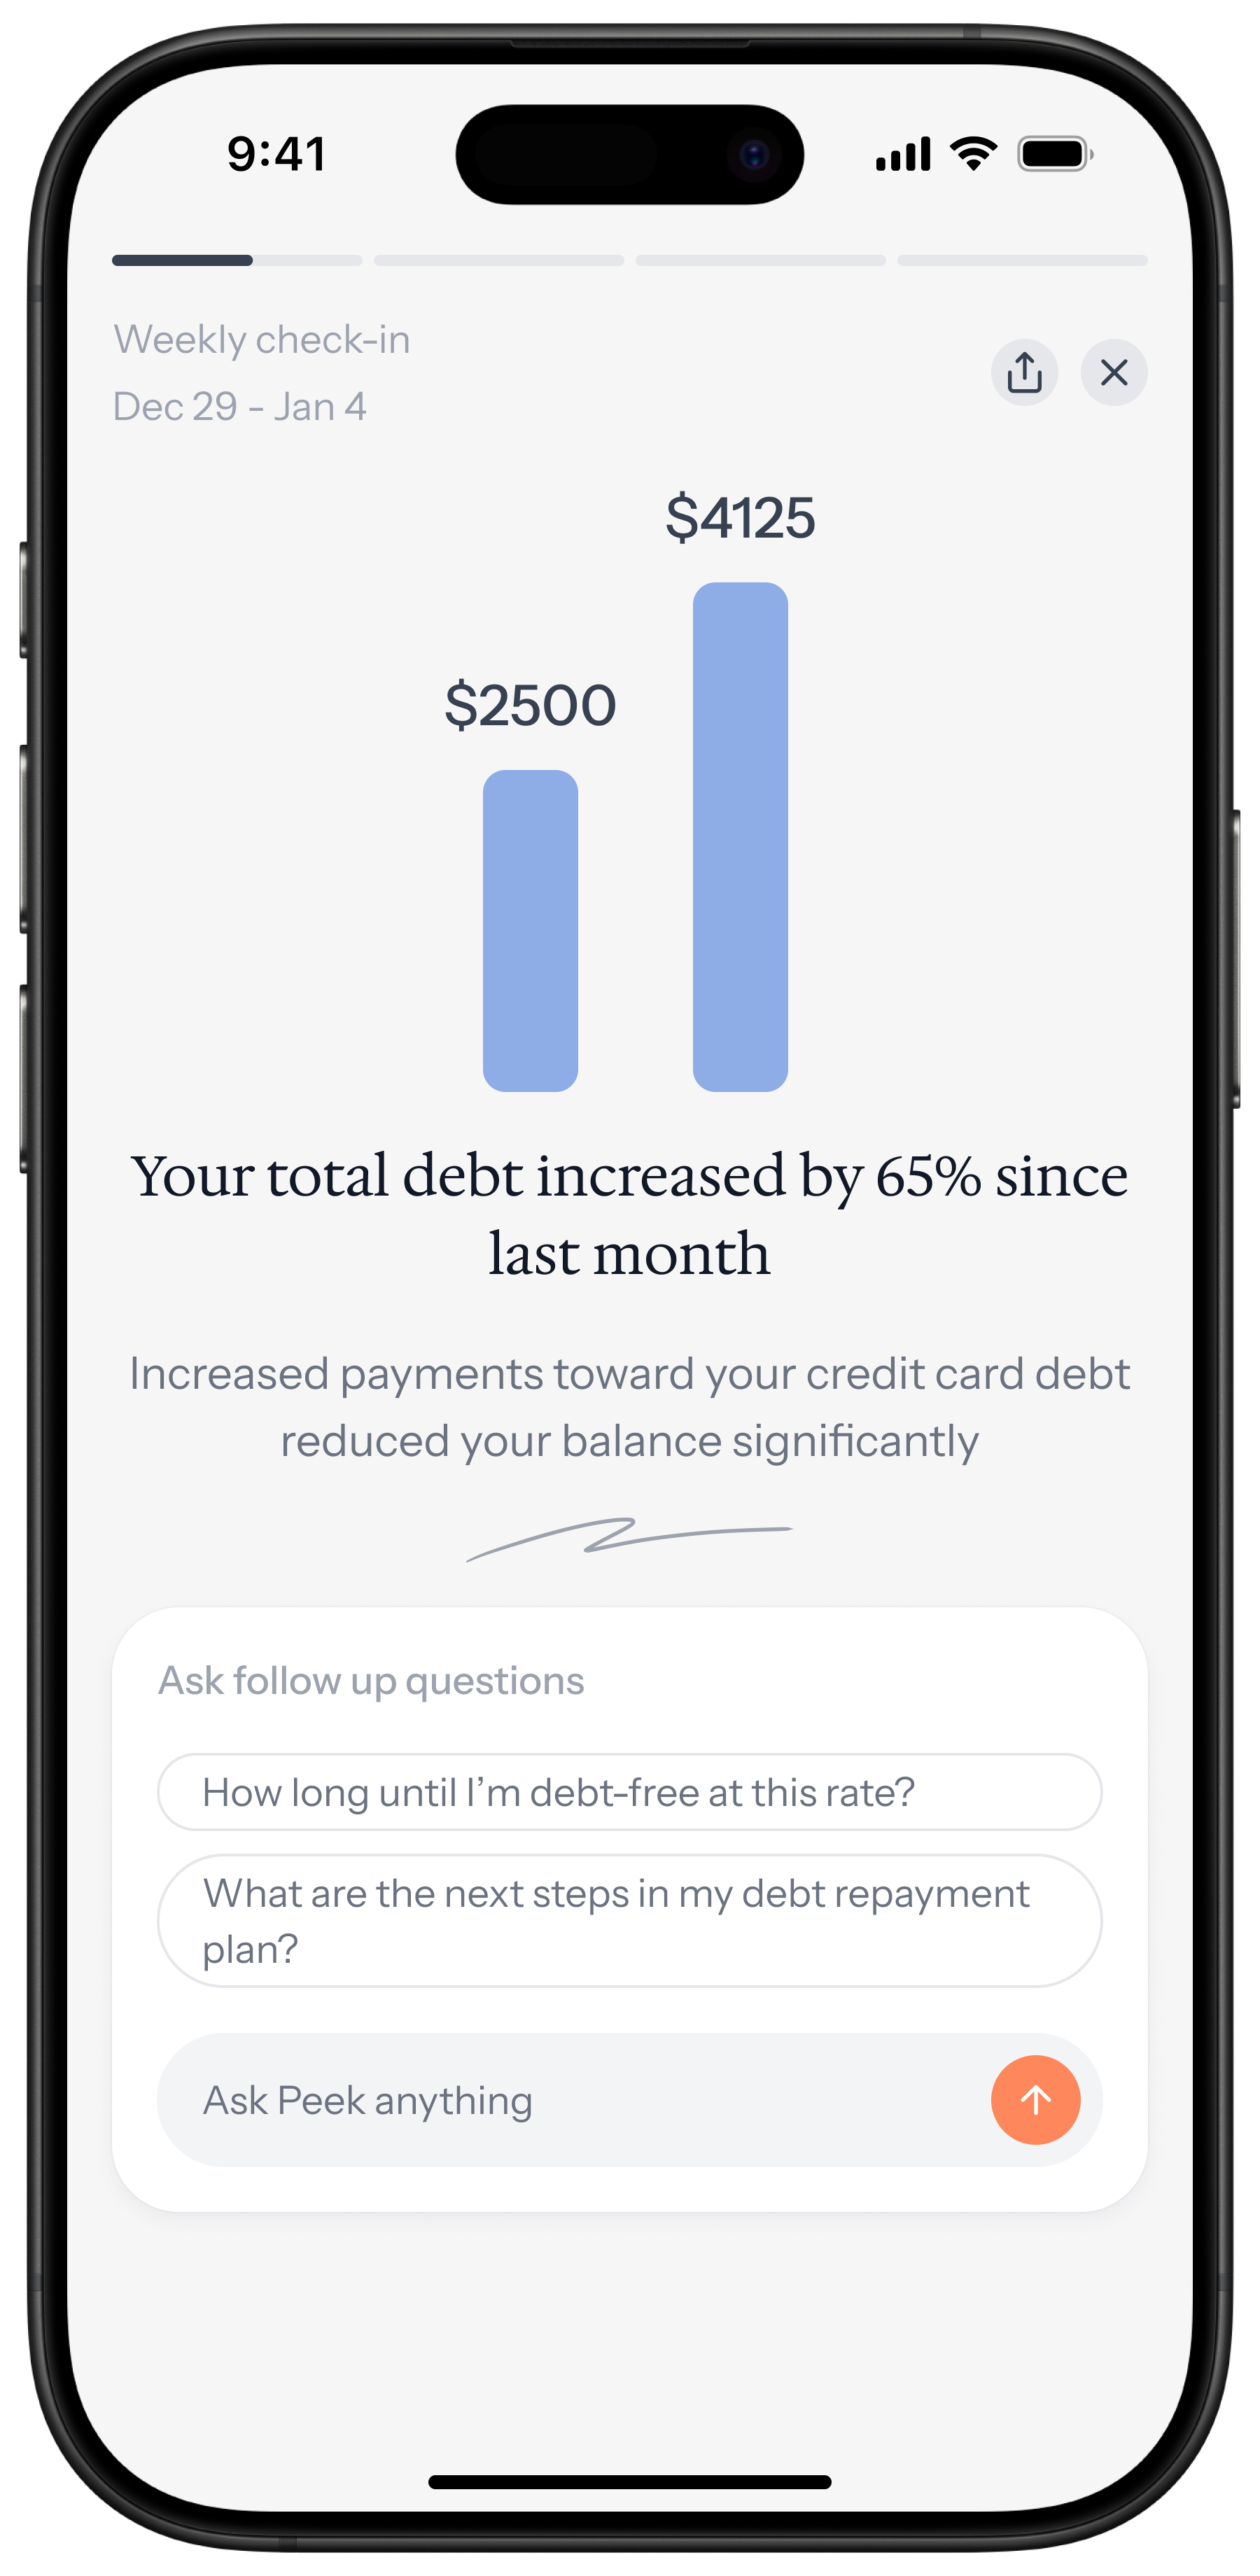 9:41
Weekly check-in
Dec 29 - Jan 4
$4125
$2500
Your total debt increased by 65% since
last month
Increased payments toward your credit card debt
reduced your balance significantly
Ask follow up questions
How long until I’m debt-free at this rate?
What are the next steps in my debt repayment
plan?
Ask Peek anything